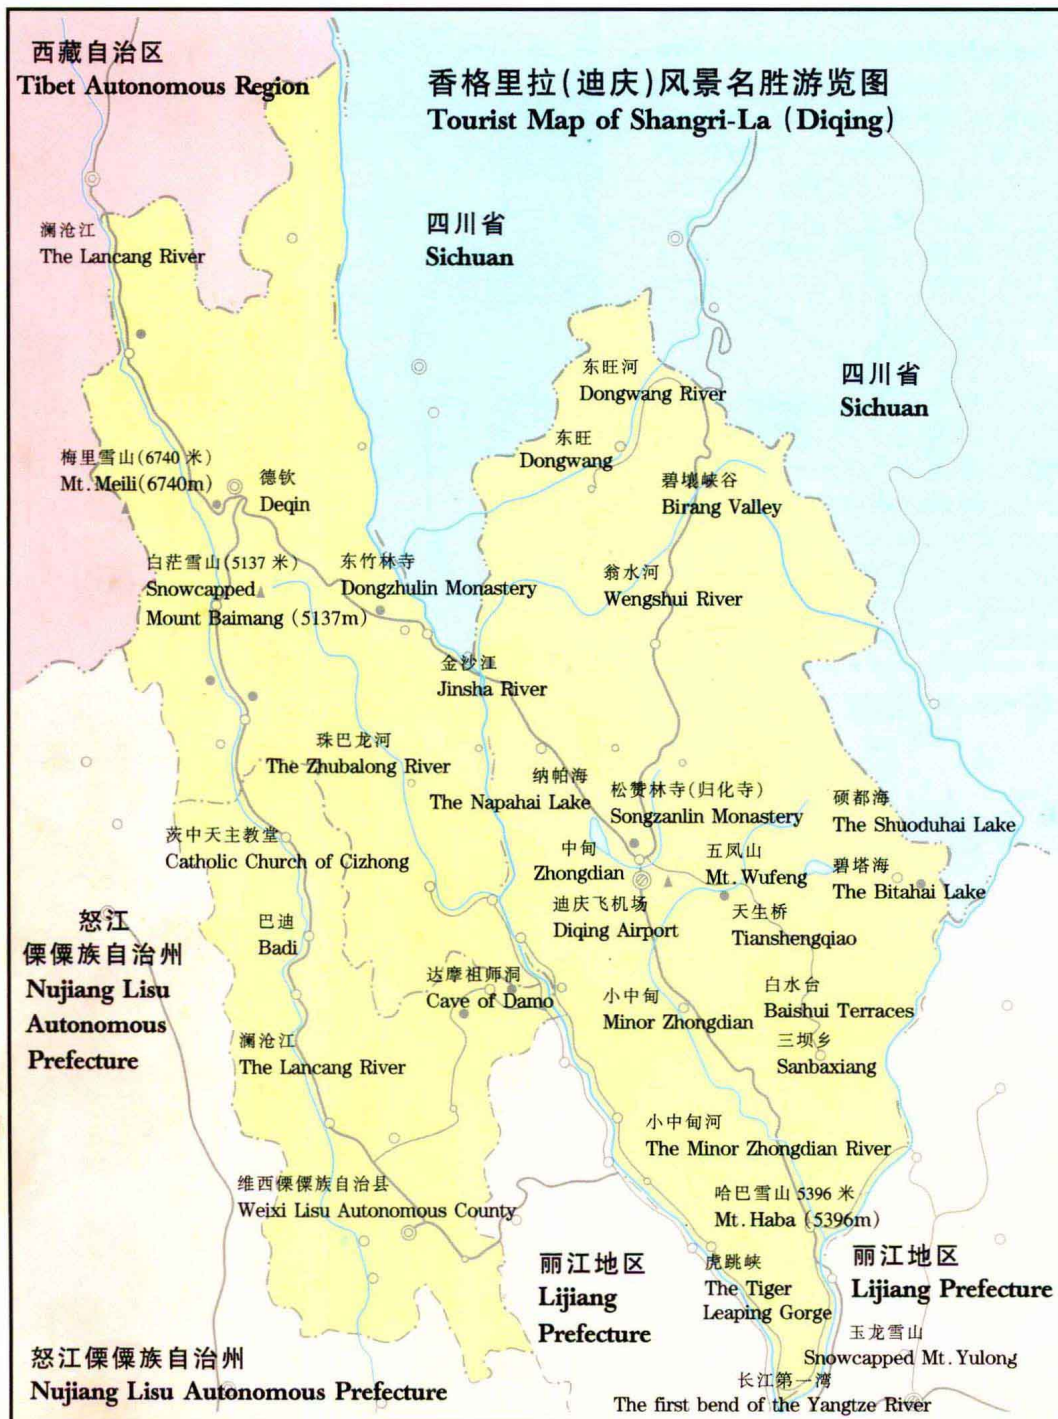 西藏自治区
Tibet Autonomous Region
香格里拉(迪庆)风景名胜游览图
Tourist Map of Shangri-La (Diqing)
澜沧江
The Lancang River
四川省
Sichuan
东旺河
Dongwang River
四川省
Sichuan
东旺
Dongwang
梅里雪山(6740 米)
Mt.Meili(6740m)
德钦
Deqin
碧壤峡谷
Birang Valley
白茫雪山(5137 米)
Snowcapped
Mount Baimang (5137m)
东竹林寺
Dongzhulin Monastery
翁水河
Wengshui River
金沙江
Jinsha River
珠巴龙河
The Zhubalong River
纳帕海
The Napahai Lake
松赞林寺(归化寺)
Songzanlin Monastery
硕都海
The Shuoduhai Lake
茨中天主教堂
Catholic Church of Cizhong
中甸
Zhongdian
五凤山
Mt.Wufeng
碧塔海
The Bitahai Lake
迪庆飞机场
Diqing Airport
天生桥
Tianshengqiao
怒江
傈僳族自治州
Nujiang Lisu
Autonomous
Prefecture
巴迪
Badi
达摩祖师洞
Cave of Damo
小中甸
Minor Zhongdian
白水台
Baishui Terraces
澜沧江
The Lancang River
三坝乡
Sanbaxiang
小中甸河
The Minor Zhongdian River
维西傈僳族自治县
Weixi Lisu Autonomous County
哈巴雪山 5396 米
Mt.Haba (5396m)
丽江地区
Lijiang
Prefecture
虎跳峡
The Tiger
Leaping Gorge
丽江地区
Lijiang Prefecture
玉龙雪山
Snowcapped Mt.Yulong
怒江傈僳族自治州
Nujiang Lisu Autonomous Prefecture
长江第一湾
The first bend of the Yangtze River